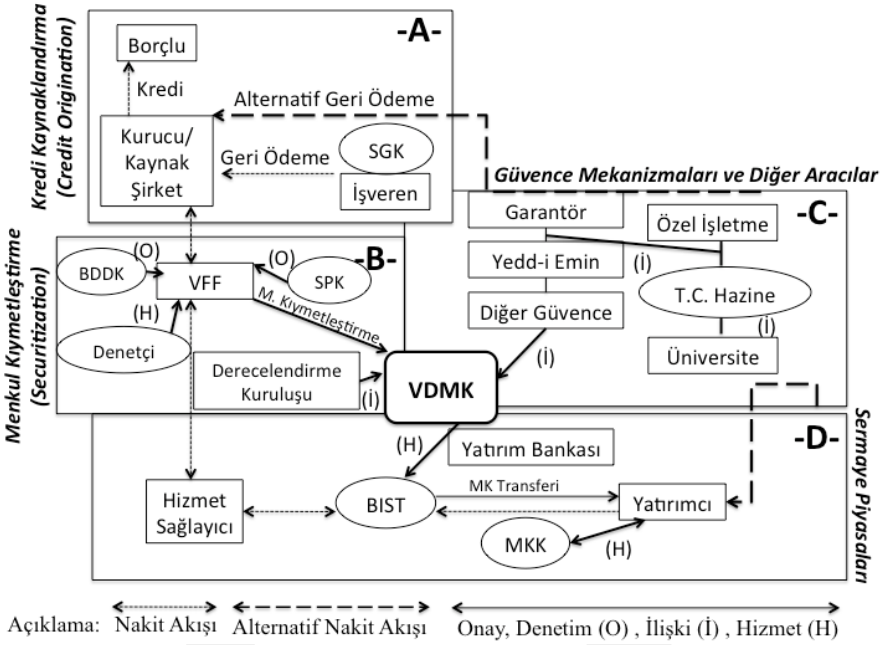 Kredi Kaynaklandırma
(Credit Origination)
-A-
Borçlu
Kredi
Alternatif Geri Ödeme
Kurucu/
Kaynak
Şirket
Geri Ödeme
SGK
İşveren
Güvence Mekanizmaları ve Diğer Aracılar
-C-
Garantör
Özel İşletme
Yedd-i Emin
(İ)
T.C. Hazine
Diğer Güvence
(İ)
(İ)
Üniversite
Menkul Kıymetleştirme
(Securitization)
-B-
(O)
(O)
BDDK
VFF
SPK
(H)
M. Kıymetleştirme
Denetçi
Derecelendirme
Kuruluşu
(İ)
VDMK
Sermaye Piyasaları
-D-
(H)
Yatırım Bankası
Hizmet
Sağlayıcı
BIST
MK Transferi
Yatırımcı
MKK
(H)
Açıklama: Nakit Akışı Alternatif Nakit Akışı Onay, Denetim (O) , İlişki (İ) , Hizmet (H)